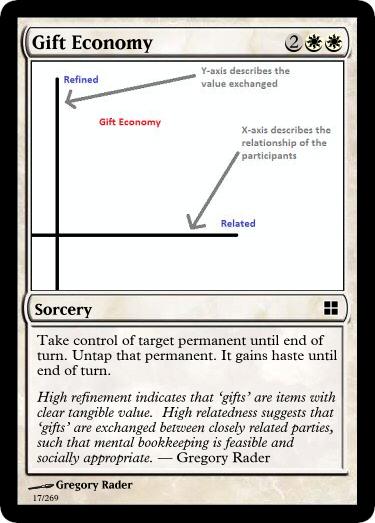 Gift Economy 2
Refined
Y-axis describes the
value exchanged
Gift Economy
X-axis describes the
relationship of the
participants
Related
Sorcery
Take control of target permanent until end of
turn. Untap that permanent. It gains haste until
end of turn.
High refinement indicates that ‘gifts’ are items with
clear tangible value.  High relatedness suggests that
‘gifts’ are exchanged between closely related parties,
such that mental bookkeeping is feasible and
socially appropriate. — Gregory Rader
Gregory Rader
17/269